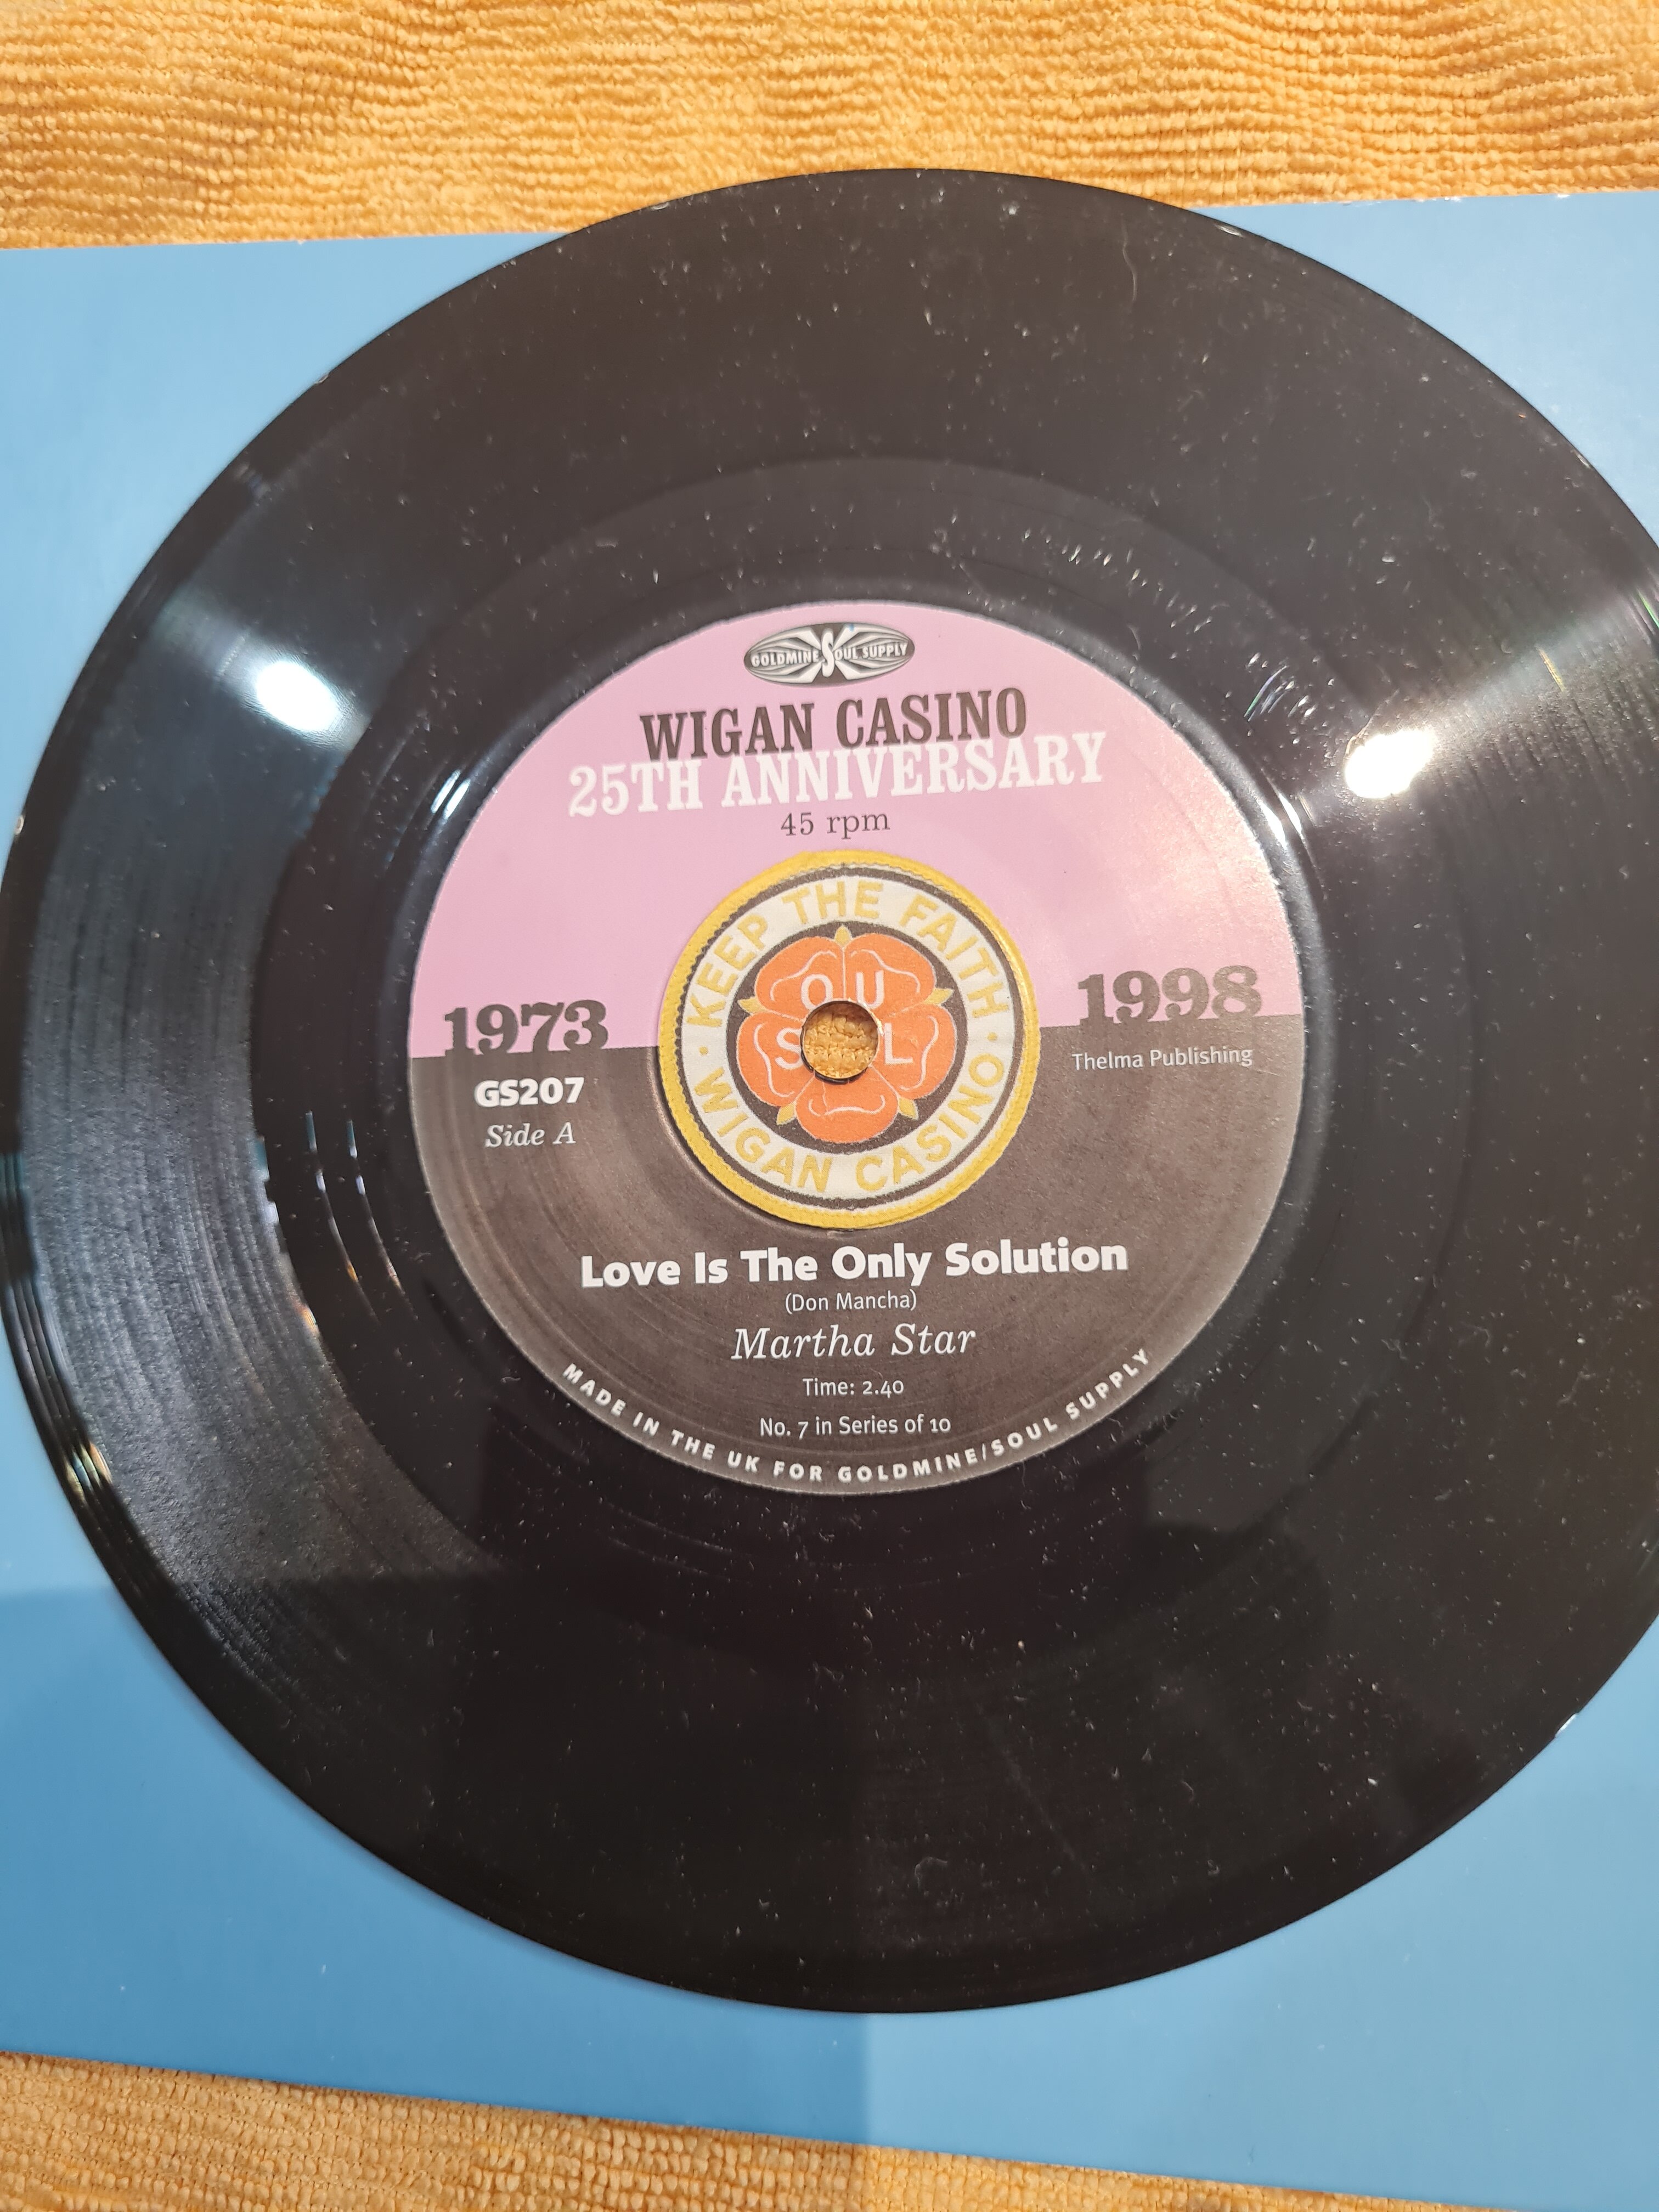 GOLDMINE SOUL SUPPLY
WIGAN CASINO
25TH ANNIVERSARY
45 rpm
KEEP THE FAITH
OU
S L
· WIGAN CASINO ·
1973
1998
GS207
Side A
Thelma Publishing
Love Is The Only Solution
(Don Mancha)
Martha Star
Time: 2.40
No. 7 in Series of 10
MADE IN THE UK FOR GOLDMINE/SOUL SUPPLY